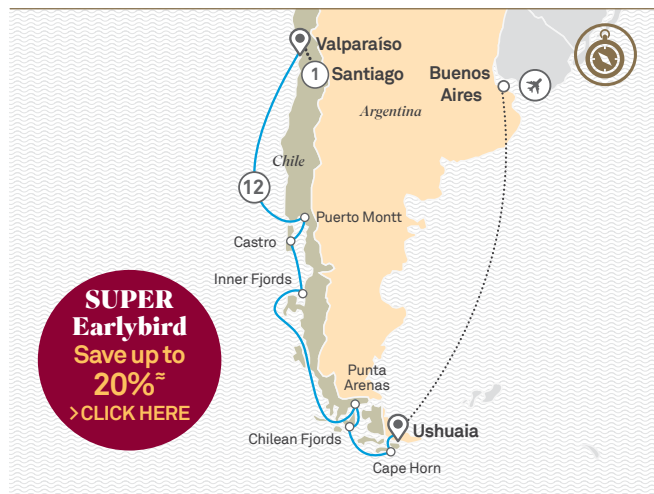 Valparaíso
1
Santiago
Buenos
Aires
Argentina
Chile
12
Puerto Montt
Castro
Inner Fjords
SUPER
Earlybird
Save up to
20%≈
>CLICK HERE
Punta
Arenas
Chilean Fjords
Ushuaia
Cape Horn